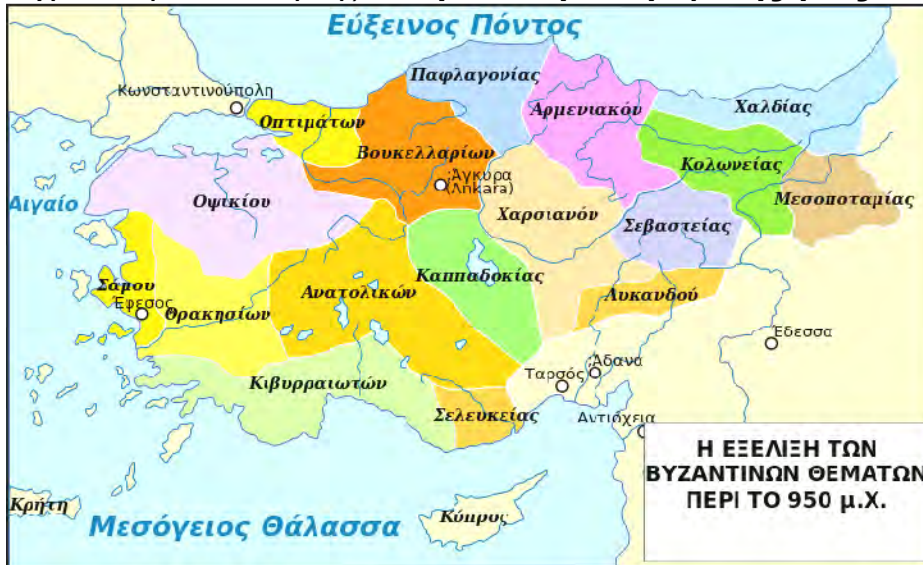 Εύξεινος Πόντος
Παφλαγονίας
Κωνσταντινούπολη
Αρμενιακόν
Χαλδίας
Οπτιμάτων
Βουκελλαρίων
Κολωνείας
;Άγκύρα
(Ankara)
Μεσοποταμίας
Αιγαίο
Οψικίου
Χαρσιανόν
Σεβαστείας
Καππαδοκίας
Σάμου
Ανατολικών
Λυκανδού
Έφεσος
Θρακησίων
Έδεσσα
;Άδανα
Ταρσός
Κιβυρραιωτών
Σελευκείας
Αντιόχεια
Η ΕΞΕΛΙΞΗ ΤΩΝ
ΒΥΖΑΝΤΙΝΩΝ ΘΕΜΑΤΩΝ
ΠΕΡΙ ΤΟ 950 μ.Χ.
Κρήτη
Κύπρος
Μεσόγειος Θάλασσα